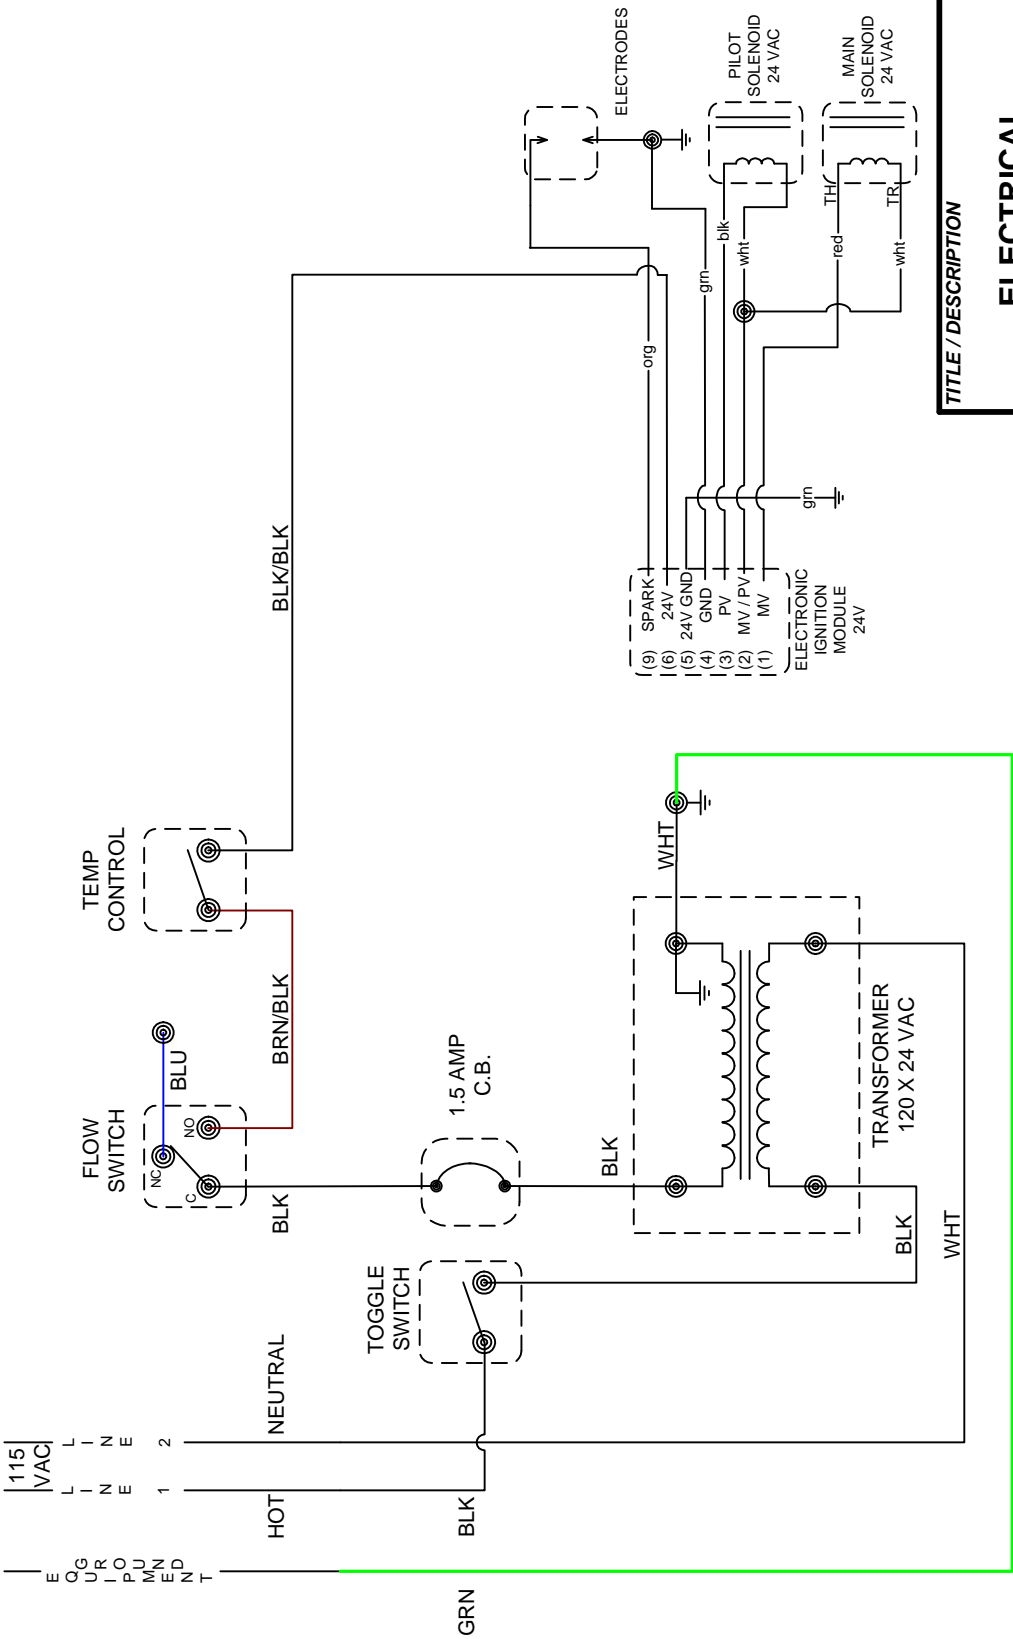 115
VAC
LINE 1
LINE 2
EQUIPMENT
GROUND
HOT
NEUTRAL
GRN
BLK
TOGGLE
SWITCH
BLK
WHT
TRANSFORMER
120 X 24 VAC
BLK
WHT
1.5 AMP
C.B.
BLK
FLOW
SWITCH
C
NC
NO
BLU
BRN/BLK
TEMP
CONTROL
BLK/BLK
(9) SPARK
(6) 24V
(5) 24V GND
(4) GND
(3) PV
(2) MV / PV
(1) MV
ELECTRONIC
IGNITION
MODULE
24V
grn
org
grn
blk
wht
red
wht
TH
TR
ELECTRODES
PILOT
SOLENOID
24 VAC
MAIN
SOLENOID
24 VAC
TITLE / DESCRIPTION
ELECTRICAL